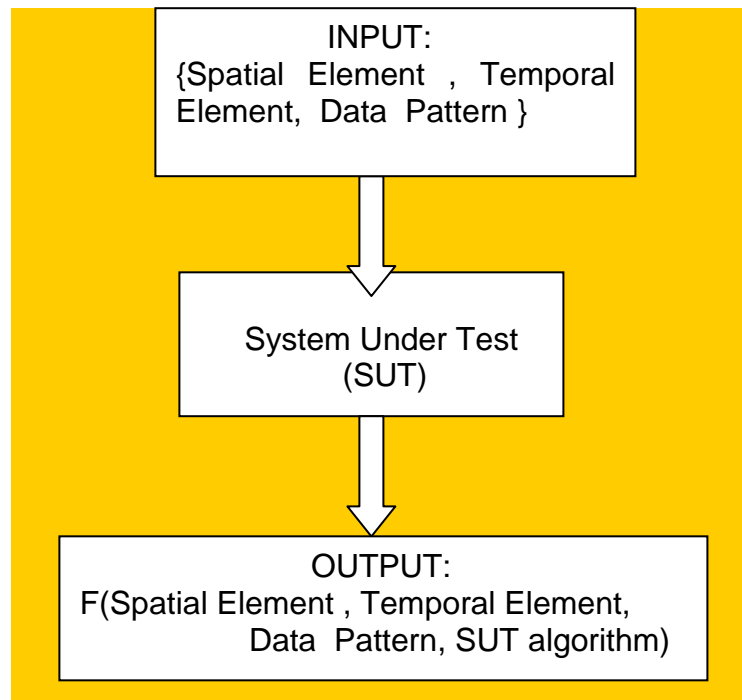 INPUT:
{Spatial Element , Temporal
Element, Data Pattern }
System Under Test
(SUT)
OUTPUT:
F(Spatial Element , Temporal Element,
Data Pattern, SUT algorithm)